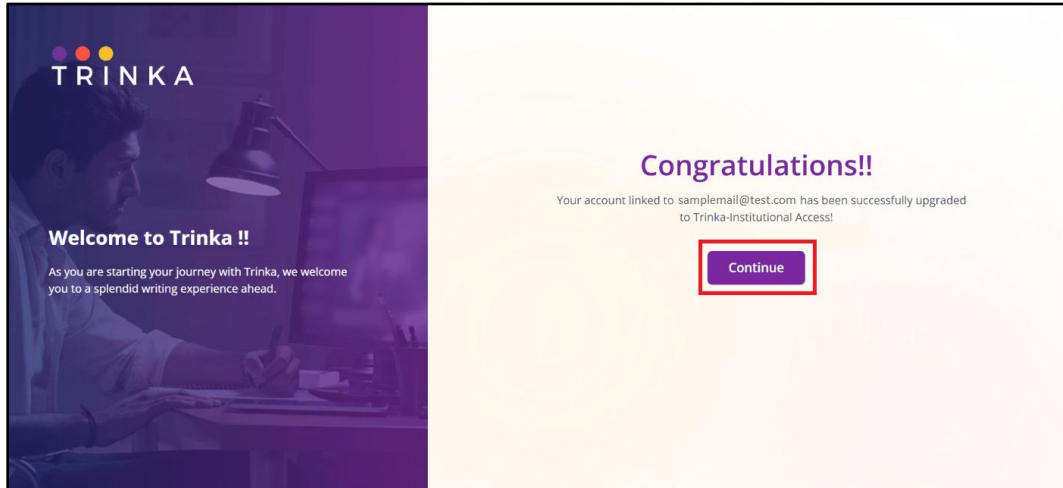 TRINKA
Welcome to Trinka !!
As you are starting your journey with Trinka, we welcome
you to a splendid writing experience ahead.
Congratulations!!
Your account linked to samplemail@test.com has been successfully upgraded
to Trinka-Institutional Access!
Continue